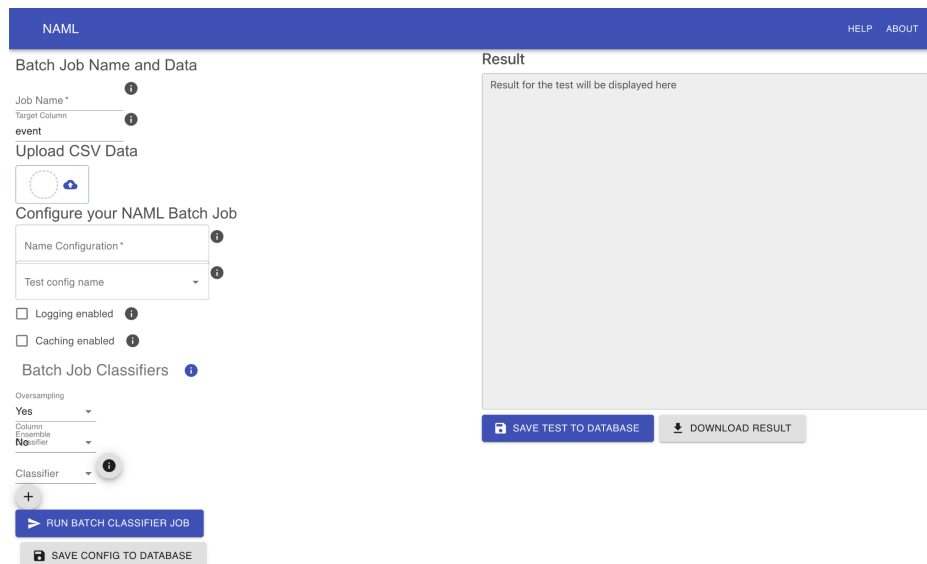 NAML
HELP ABOUT
Batch Job Name and Data
Job Name *
Target Column
event
Upload CSV Data
Configure your NAML Batch Job
Name Configuration *
Test config name
Logging enabled
Caching enabled
Batch Job Classifiers
Oversampling
Yes
Column
Ensemble
Classifier
No
Classifier
+
RUN BATCH CLASSIFIER JOB
SAVE CONFIG TO DATABASE
Result
Result for the test will be displayed here
SAVE TEST TO DATABASE
DOWNLOAD RESULT